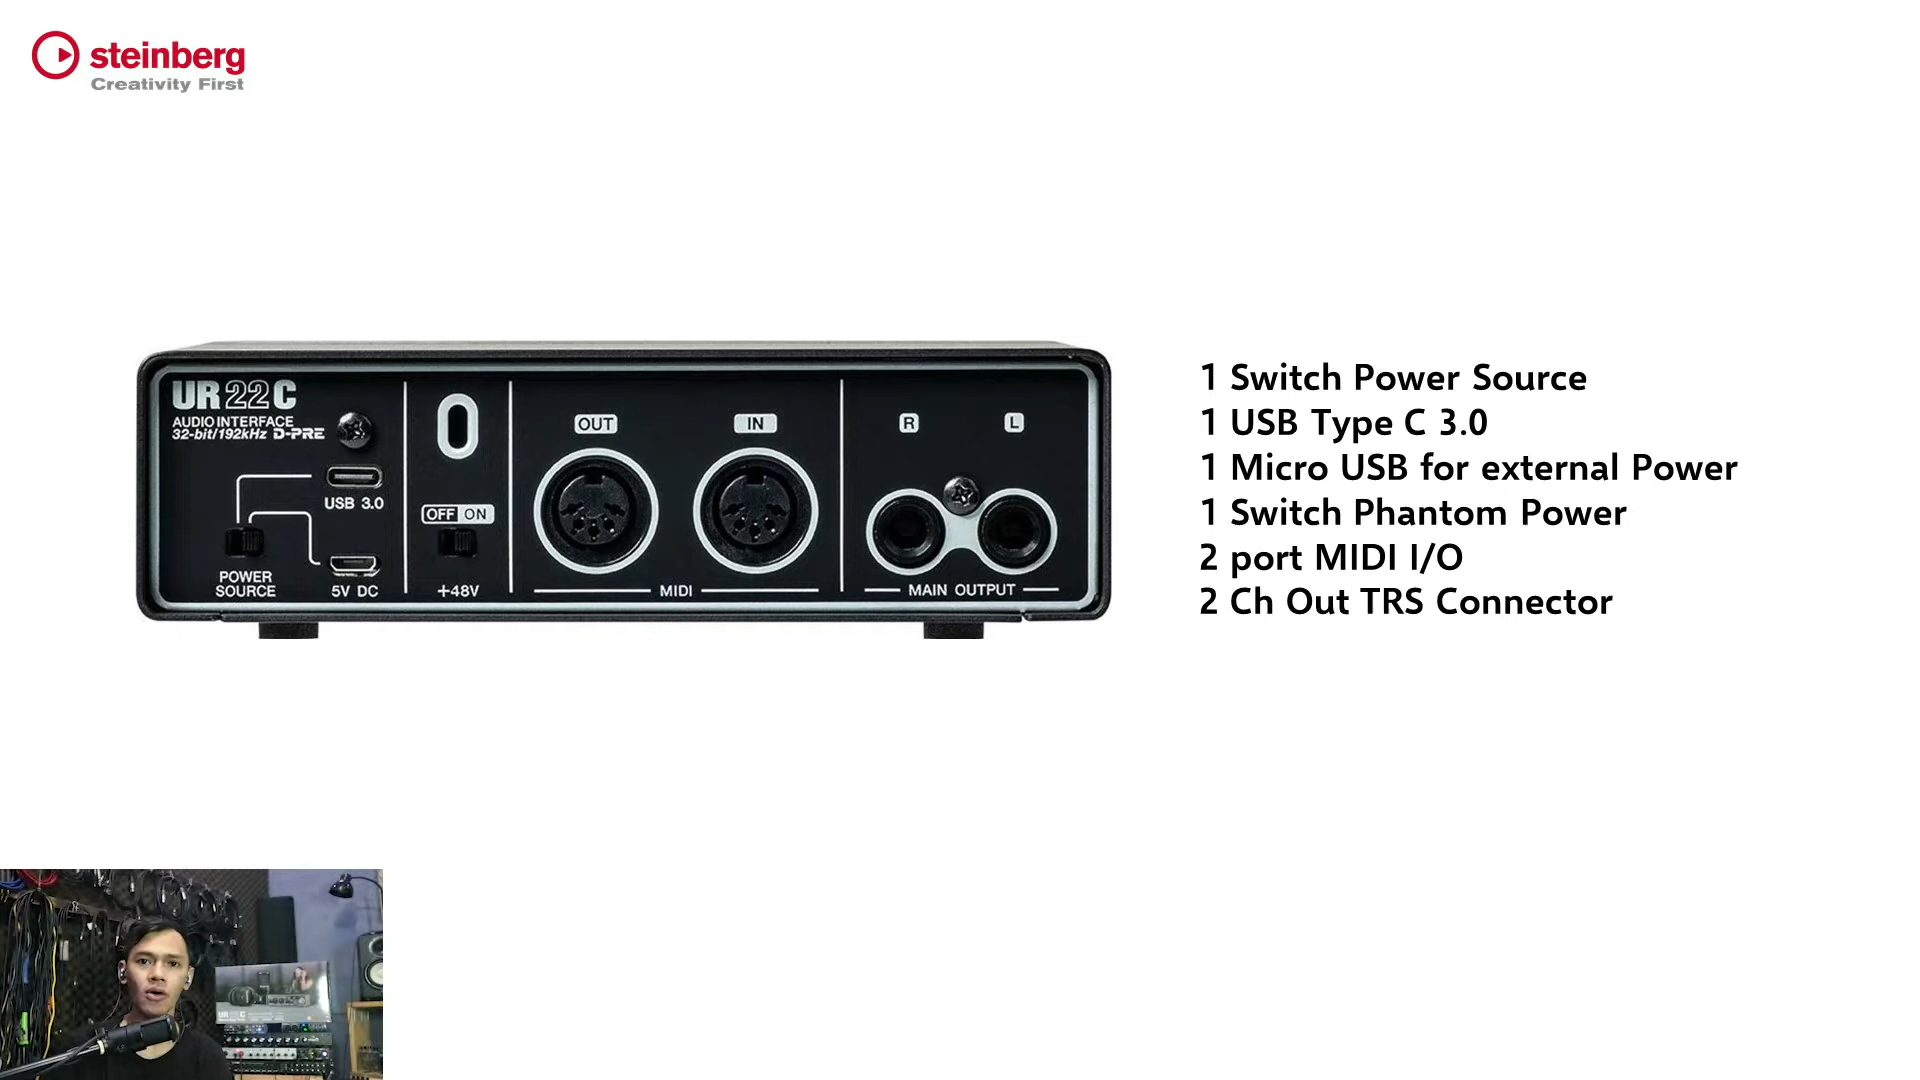 steinberg
Creativity First
UR22C
AUDIO INTERFACE
32-bit/192kHz D-PRE
USB 3.0
POWER
SOURCE
5V DC
OFF ON
+48V
OUT
IN
MIDI
R
L
MAIN OUTPUT
1 Switch Power Source
1 USB Type C 3.0
1 Micro USB for external Power
1 Switch Phantom Power
2 port MIDI I/O
2 Ch Out TRS Connector
UR22C